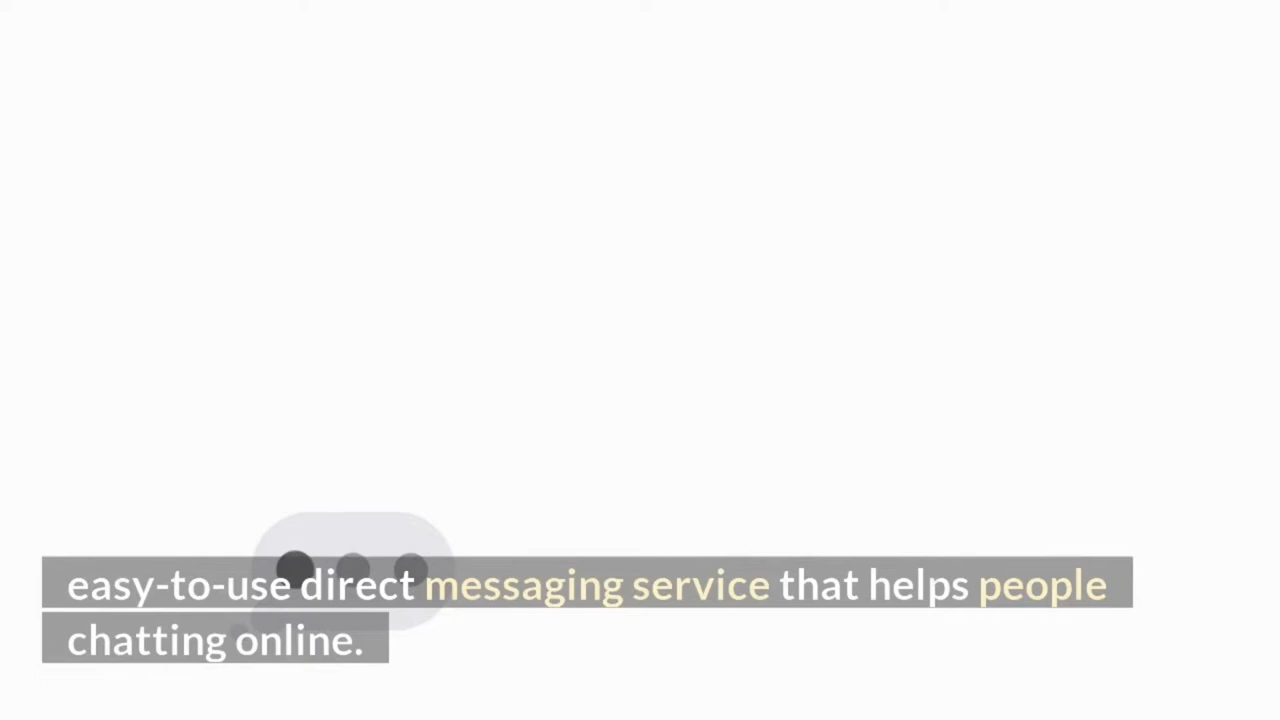 easy-to-use direct messaging service that helps people
chatting online.